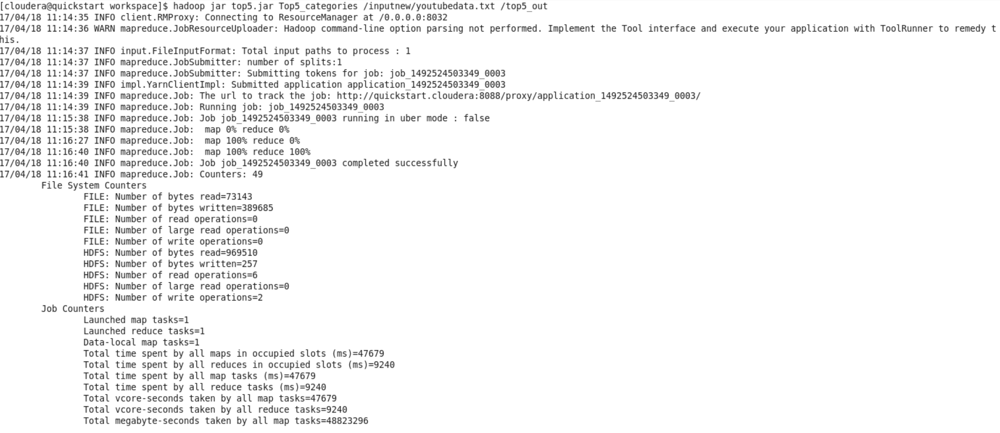 [cloudera@quickstart workspace]$ hadoop jar top5.jar Top5_categories /inputnew/youtubedata.txt /top5_out
17/04/18 11:14:35 INFO client.RMProxy: Connecting to ResourceManager at /0.0.0.0:8032
17/04/18 11:14:36 WARN mapreduce.JobResourceUploader: Hadoop command-line option parsing not performed. Implement the Tool interface and execute your application with ToolRunner to remedy t
his.
17/04/18 11:14:37 INFO input.FileInputFormat: Total input paths to process : 1
17/04/18 11:14:37 INFO mapreduce.JobSubmitter: number of splits:1
17/04/18 11:14:37 INFO mapreduce.JobSubmitter: Submitting tokens for job: job_1492524503349_0003
17/04/18 11:14:39 INFO impl.YarnClientImpl: Submitted application application_1492524503349_0003
17/04/18 11:14:39 INFO mapreduce.Job: The url to track the job: http://quickstart.cloudera:8088/proxy/application_1492524503349_0003/
17/04/18 11:14:39 INFO mapreduce.Job: Running job: job_1492524503349_0003
17/04/18 11:15:38 INFO mapreduce.Job: Job job_1492524503349_0003 running in uber mode : false
17/04/18 11:15:38 INFO mapreduce.Job:  map 0% reduce 0%
17/04/18 11:16:27 INFO mapreduce.Job:  map 100% reduce 0%
17/04/18 11:16:40 INFO mapreduce.Job:  map 100% reduce 100%
17/04/18 11:16:40 INFO mapreduce.Job: Job job_1492524503349_0003 completed successfully
17/04/18 11:16:41 INFO mapreduce.Job: Counters: 49
File System Counters
FILE: Number of bytes read=73143
FILE: Number of bytes written=389685
FILE: Number of read operations=0
FILE: Number of large read operations=0
FILE: Number of write operations=0
HDFS: Number of bytes read=969510
HDFS: Number of bytes written=257
HDFS: Number of read operations=6
HDFS: Number of large read operations=0
HDFS: Number of write operations=2
Job Counters
Launched map tasks=1
Launched reduce tasks=1
Data-local map tasks=1
Total time spent by all maps in occupied slots (ms)=47679
Total time spent by all reduces in occupied slots (ms)=9240
Total time spent by all map tasks (ms)=47679
Total time spent by all reduce tasks (ms)=9240
Total vcore-seconds taken by all map tasks=47679
Total vcore-seconds taken by all reduce tasks=9240
Total megabyte-seconds taken by all map tasks=48823296